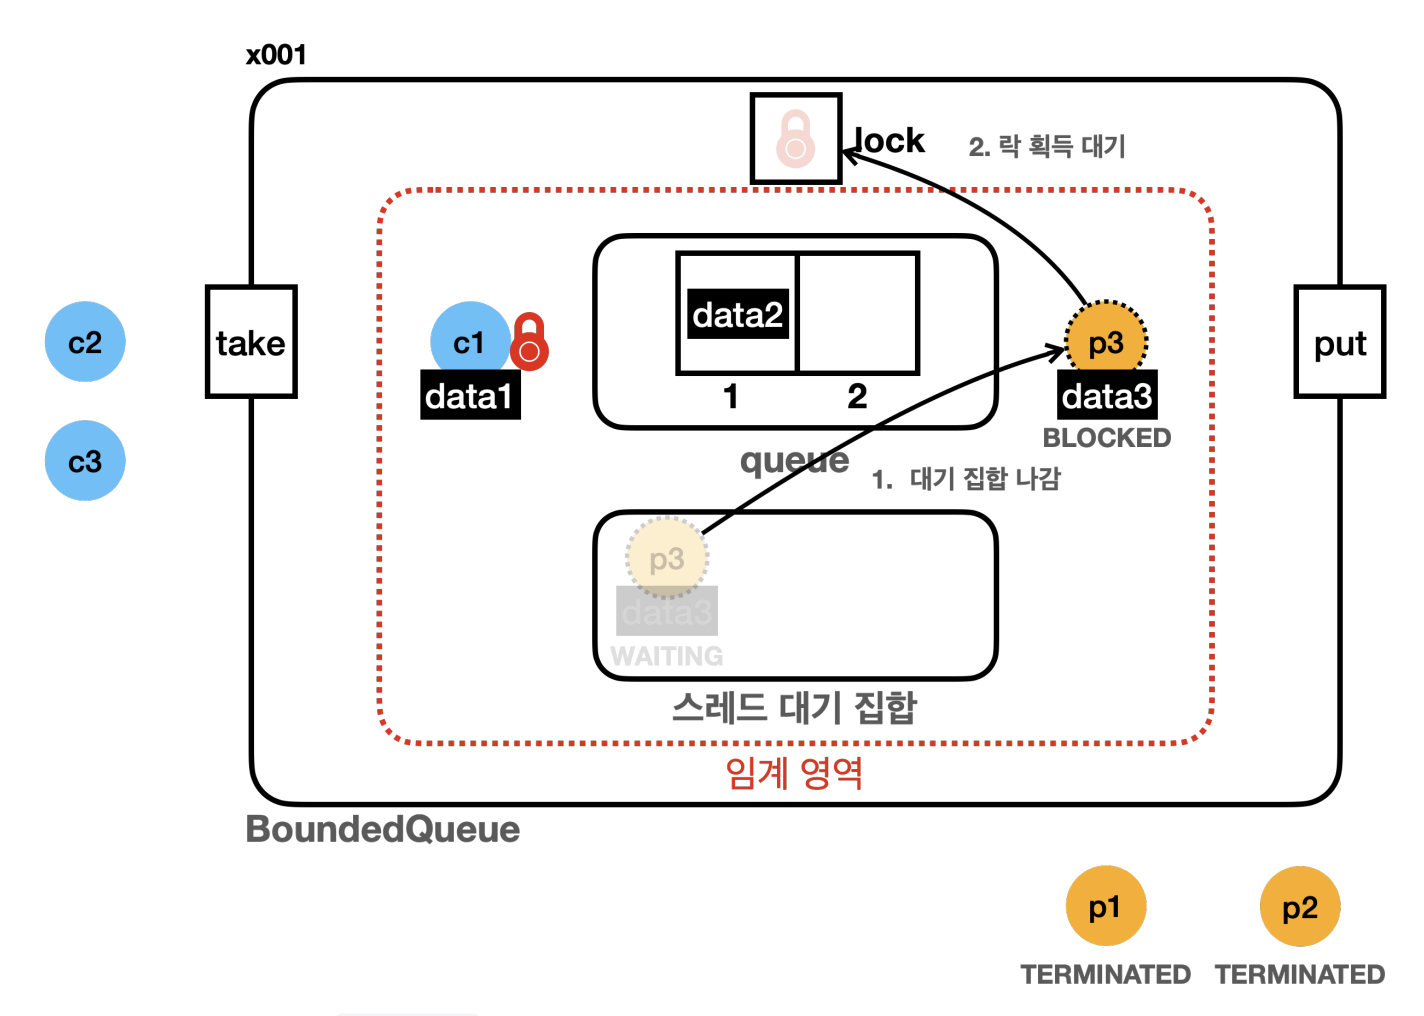 x001
lock
2. 락 획득 대기
c2
take
c1
data1
data2
1
2
p3
data3
BLOCKED
put
c3
queue
1. 대기 집합 나감
p3
data3
WAITING
스레드 대기 집합
임계 영역
BoundedQueue
p1
p2
TERMINATED
TERMINATED